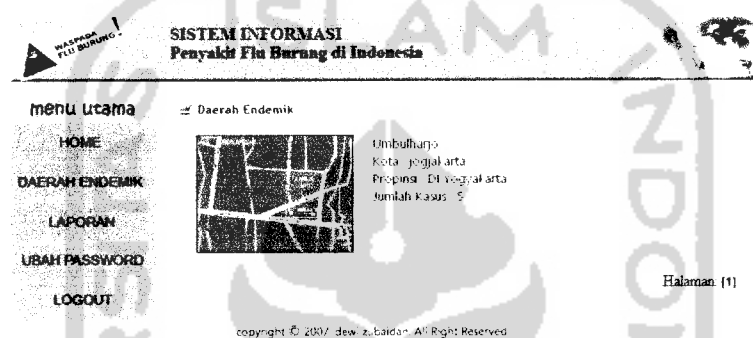 WASPADA
FLU BURUNG !
SISTEM INFORMASI
Penyakit Flu Burung di Indonesia
menu utama
HOME
DAERAH ENDEMIK
LAPORAN
UBAH PASSWORD
LOGOUT
Daerah Endemik
Umbulharjo
Kota jogjakarta
Propinsi DI Yogyakarta
Jumlah Kasus 5
Halaman: [1]
copyright © 2007 dewi zubaidah All Right Reserved
ISLAM
INDO